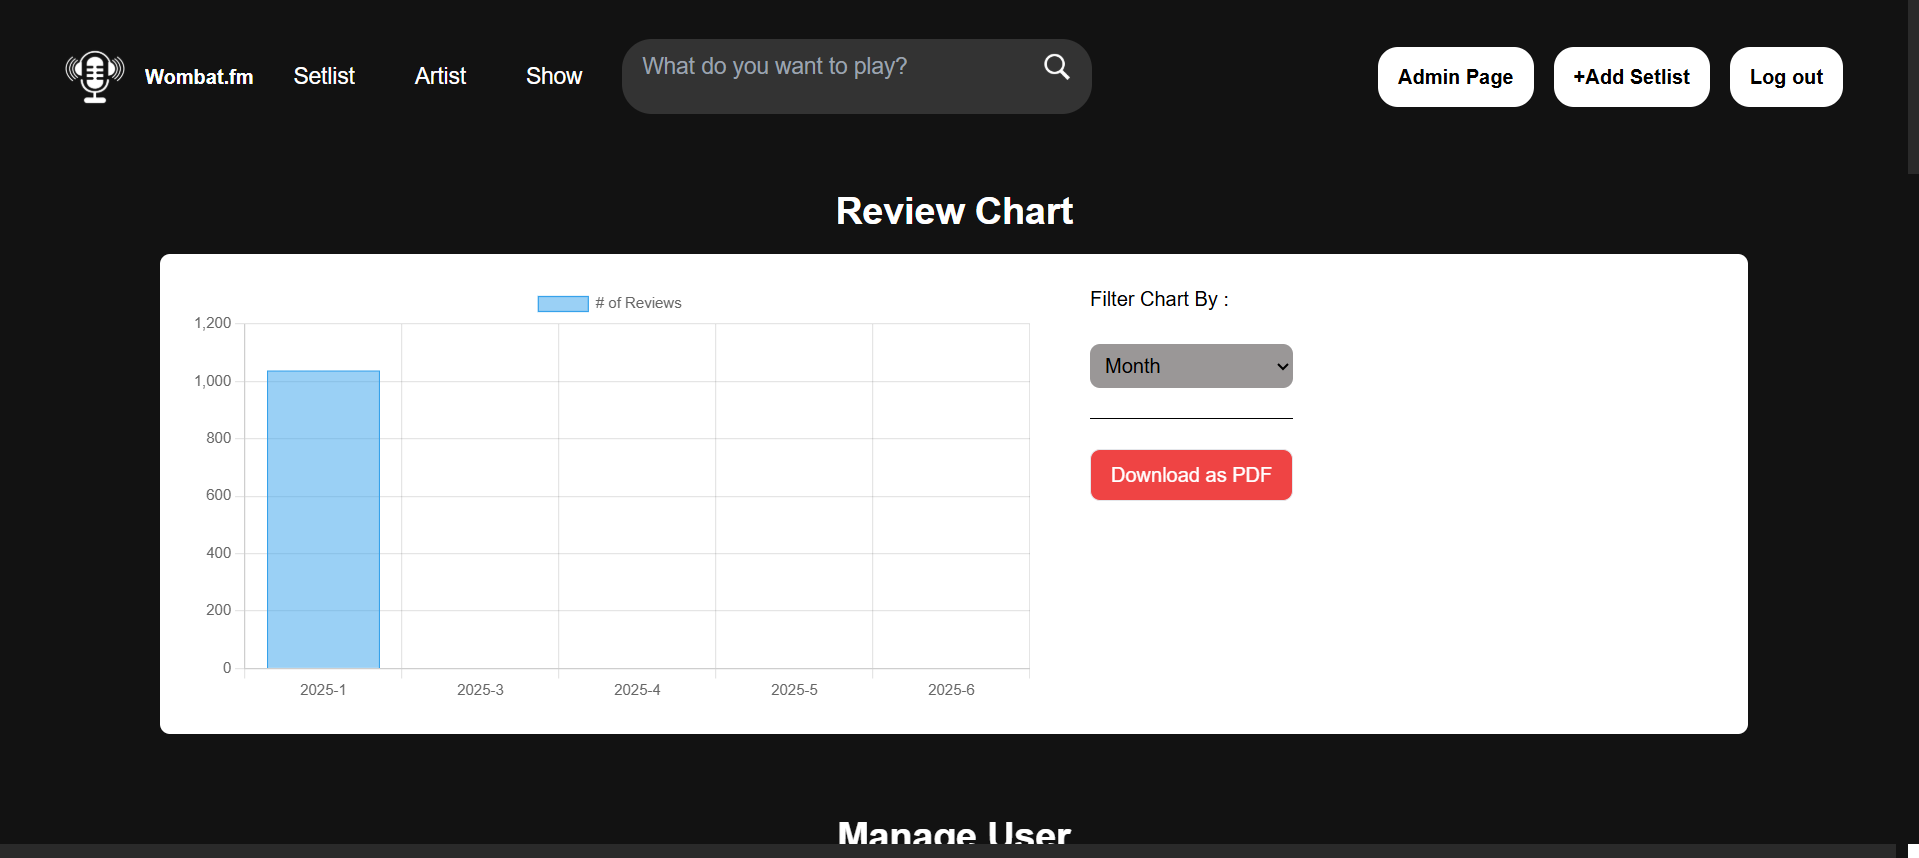 Wombat.fm
Setlist
Artist
Show
What do you want to play?
Admin Page
+Add Setlist
Log out
Review Chart
# of Reviews
1,200
1,000
800
600
400
200
0
2025-1
2025-3
2025-4
2025-5
2025-6
Filter Chart By :
Month
Download as PDF
Manage User